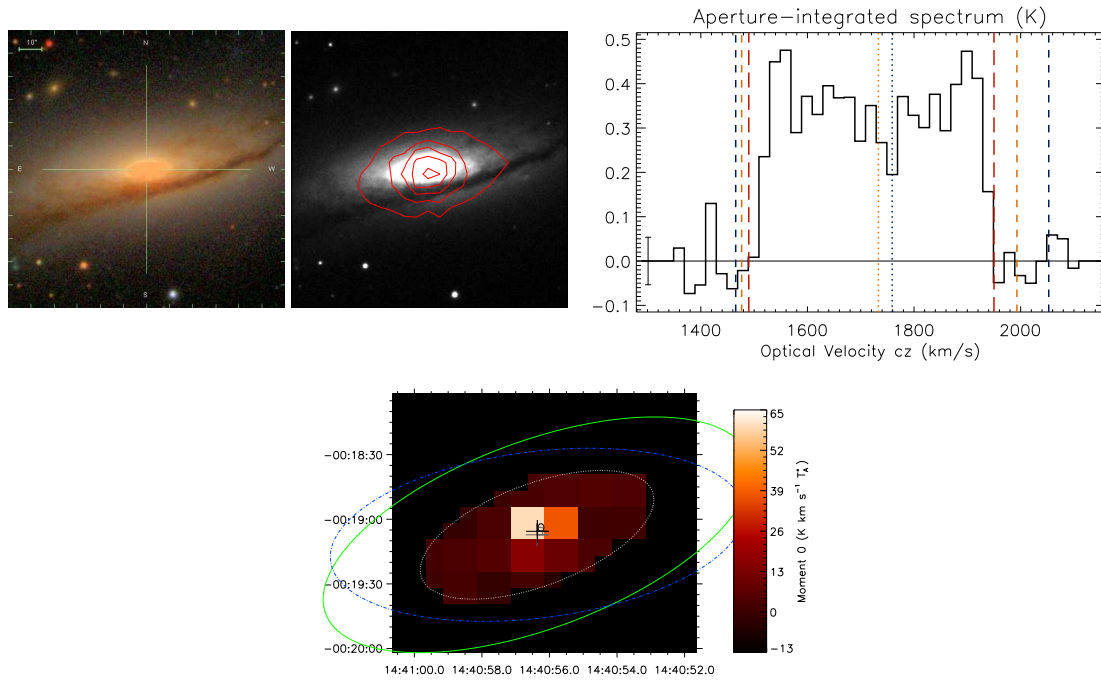 10"
N
E
W
S
Aperture-integrated spectrum (K)
0.5
0.4
0.3
0.2
0.1
0.0
-0.1
1400 1600 1800 2000
Optical Velocity cz (km/s)
-00:18:30
-00:19:00
-00:19:30
-00:20:00
14:41:00.0 14:40:58.0 14:40:56.0 14:40:54.0 14:40:52.0
65
52
39
26
13
0
-13
Moment 0 (K km s⁻¹ T*A)